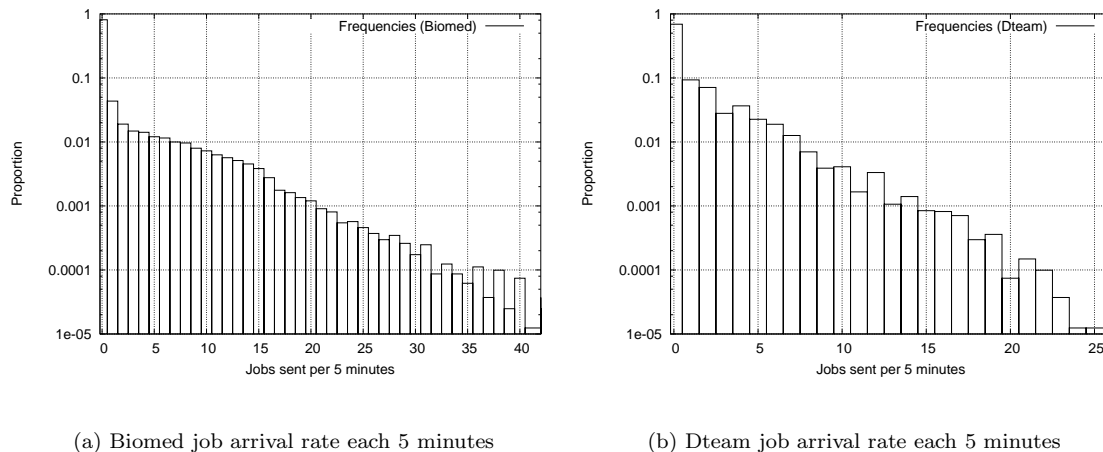 1
0.1
0.01
0.001
0.0001
1e-05
Proportion
Frequencies (Biomed)
0 5 10 15 20 25 30 35 40
Jobs sent per 5 minutes
(a) Biomed job arrival rate each 5 minutes
1
0.1
0.01
0.001
0.0001
1e-05
Proportion
Frequencies (Dteam)
0 5 10 15 20 25
Jobs sent per 5 minutes
(b) Dteam job arrival rate each 5 minutes